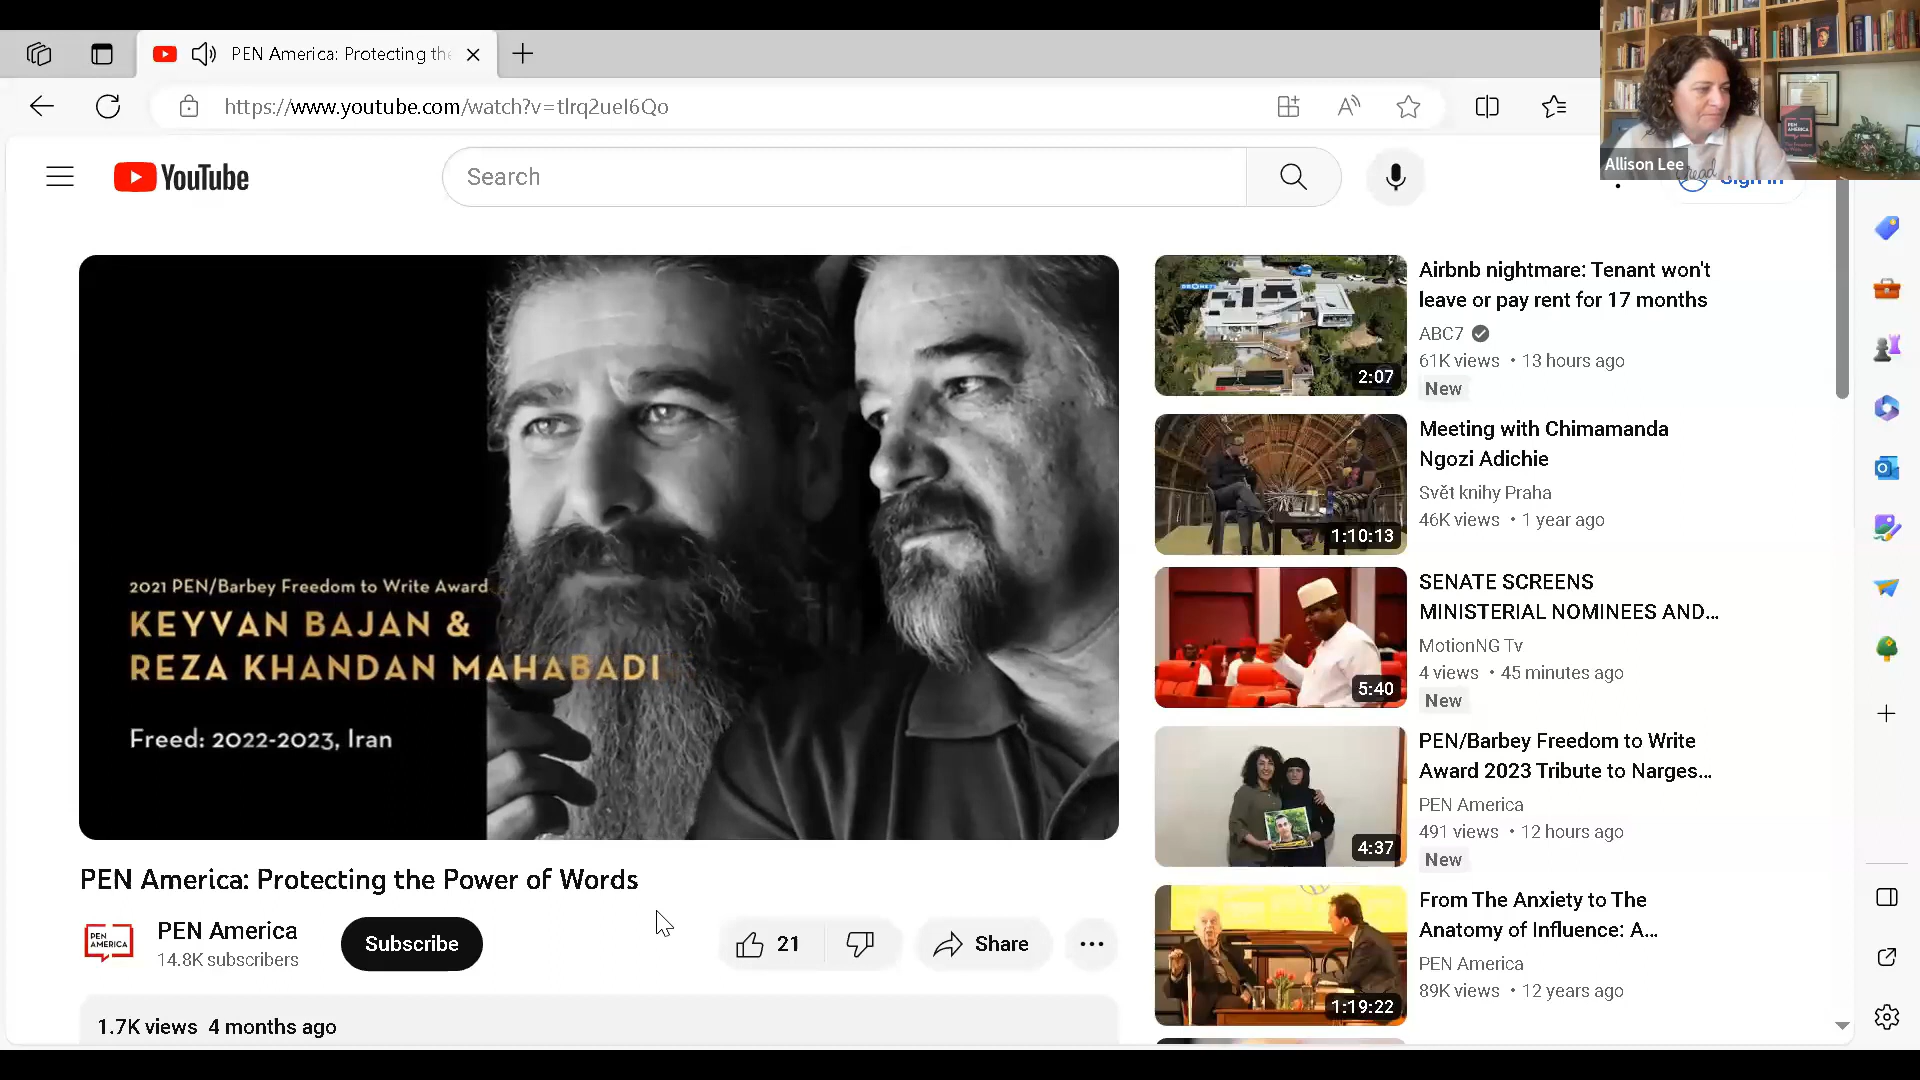 PEN America: Protecting the
https://www.youtube.com/watch?v=tlrq2uel6Qo
Allison Lee
YouTube
Search
Sign in
2021 PEN/Barbey Freedom to Write Award
KEYVAN BAJAN &
REZA KHANDAN MAHABADI
Freed: 2022-2023, Iran
PEN America: Protecting the Power of Words
PEN
AMERICA
PEN America
14.8K subscribers
Subscribe
21
Share
1.7K views 4 months ago
2:07
Airbnb nightmare: Tenant won't
leave or pay rent for 17 months
ABC7
61K views • 13 hours ago
New
1:10:13
Meeting with Chimamanda
Ngozi Adichie
Svět knihy Praha
46K views • 1 year ago
5:40
SENATE SCREENS
MINISTERIAL NOMINEES AND...
MotionNG Tv
4 views • 45 minutes ago
New
4:37
PEN/Barbey Freedom to Write
Award 2023 Tribute to Narges...
PEN America
491 views • 12 hours ago
New
1:19:22
From The Anxiety to The
Anatomy of Influence: A...
PEN America
89K views • 12 years ago